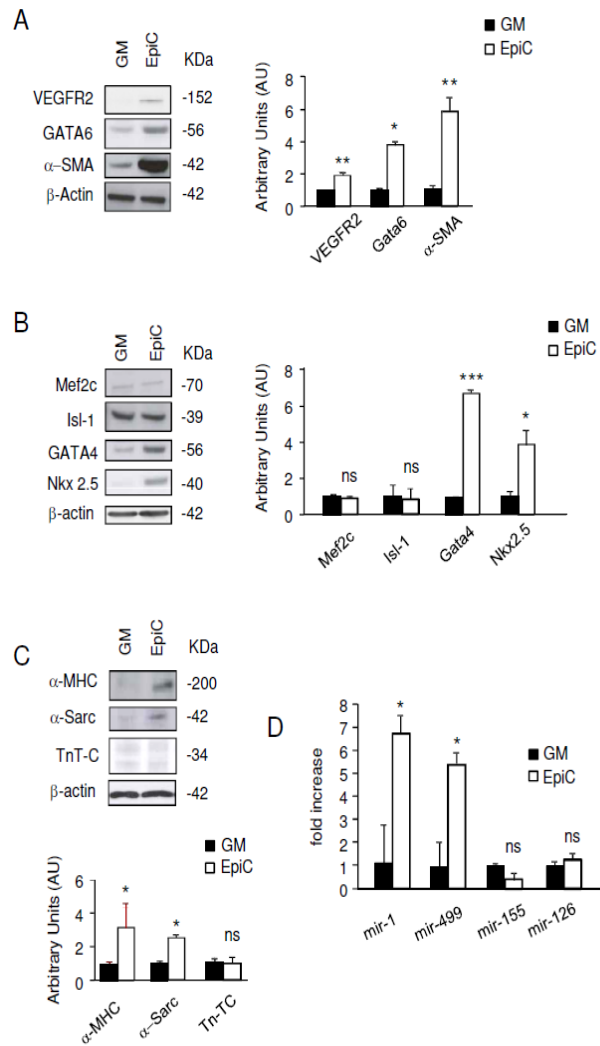 A
GM
EpiC
KDa
VEGFR2
-152
GATA6
-56
α–SMA
-42
β-Actin
-42
GM
EpiC
Arbitrary Units (AU)
8
6
4
2
0
**
*
**
VEGFR2
Gata6
α-SMA
B
GM
EpiC
KDa
Mef2c
-70
Isl-1
-39
GATA4
-56
Nkx 2.5
-40
β-actin
-42
GM
EpiC
Arbitrary Units (AU)
8
6
4
2
0
ns
ns
***
*
Mef2c
Isl-1
Gata4
Nkx2.5
C
GM
EpiC
KDa
α-MHC
-200
α-Sarc
-42
TnT-C
-34
β-actin
-42
GM
EpiC
Arbitrary Units (AU)
6
4
2
0
*
*
ns
α-MHC
α–Sarc
Tn-TC
D
GM
EpiC
fold increase
8
7
6
5
4
3
2
1
0
*
*
ns
ns
mir-1
mir-499
mir-155
mir-126